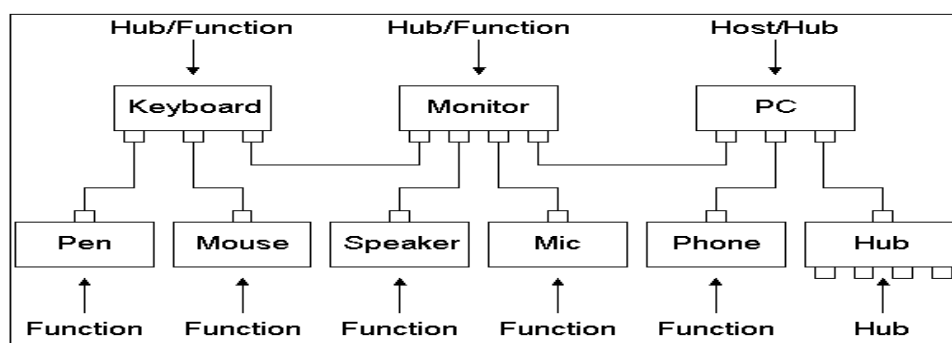 Hub/Function Hub/Function Host/Hub
Keyboard Monitor PC
Pen Mouse Speaker Mic Phone Hub
Function Function Function Function Function Hub